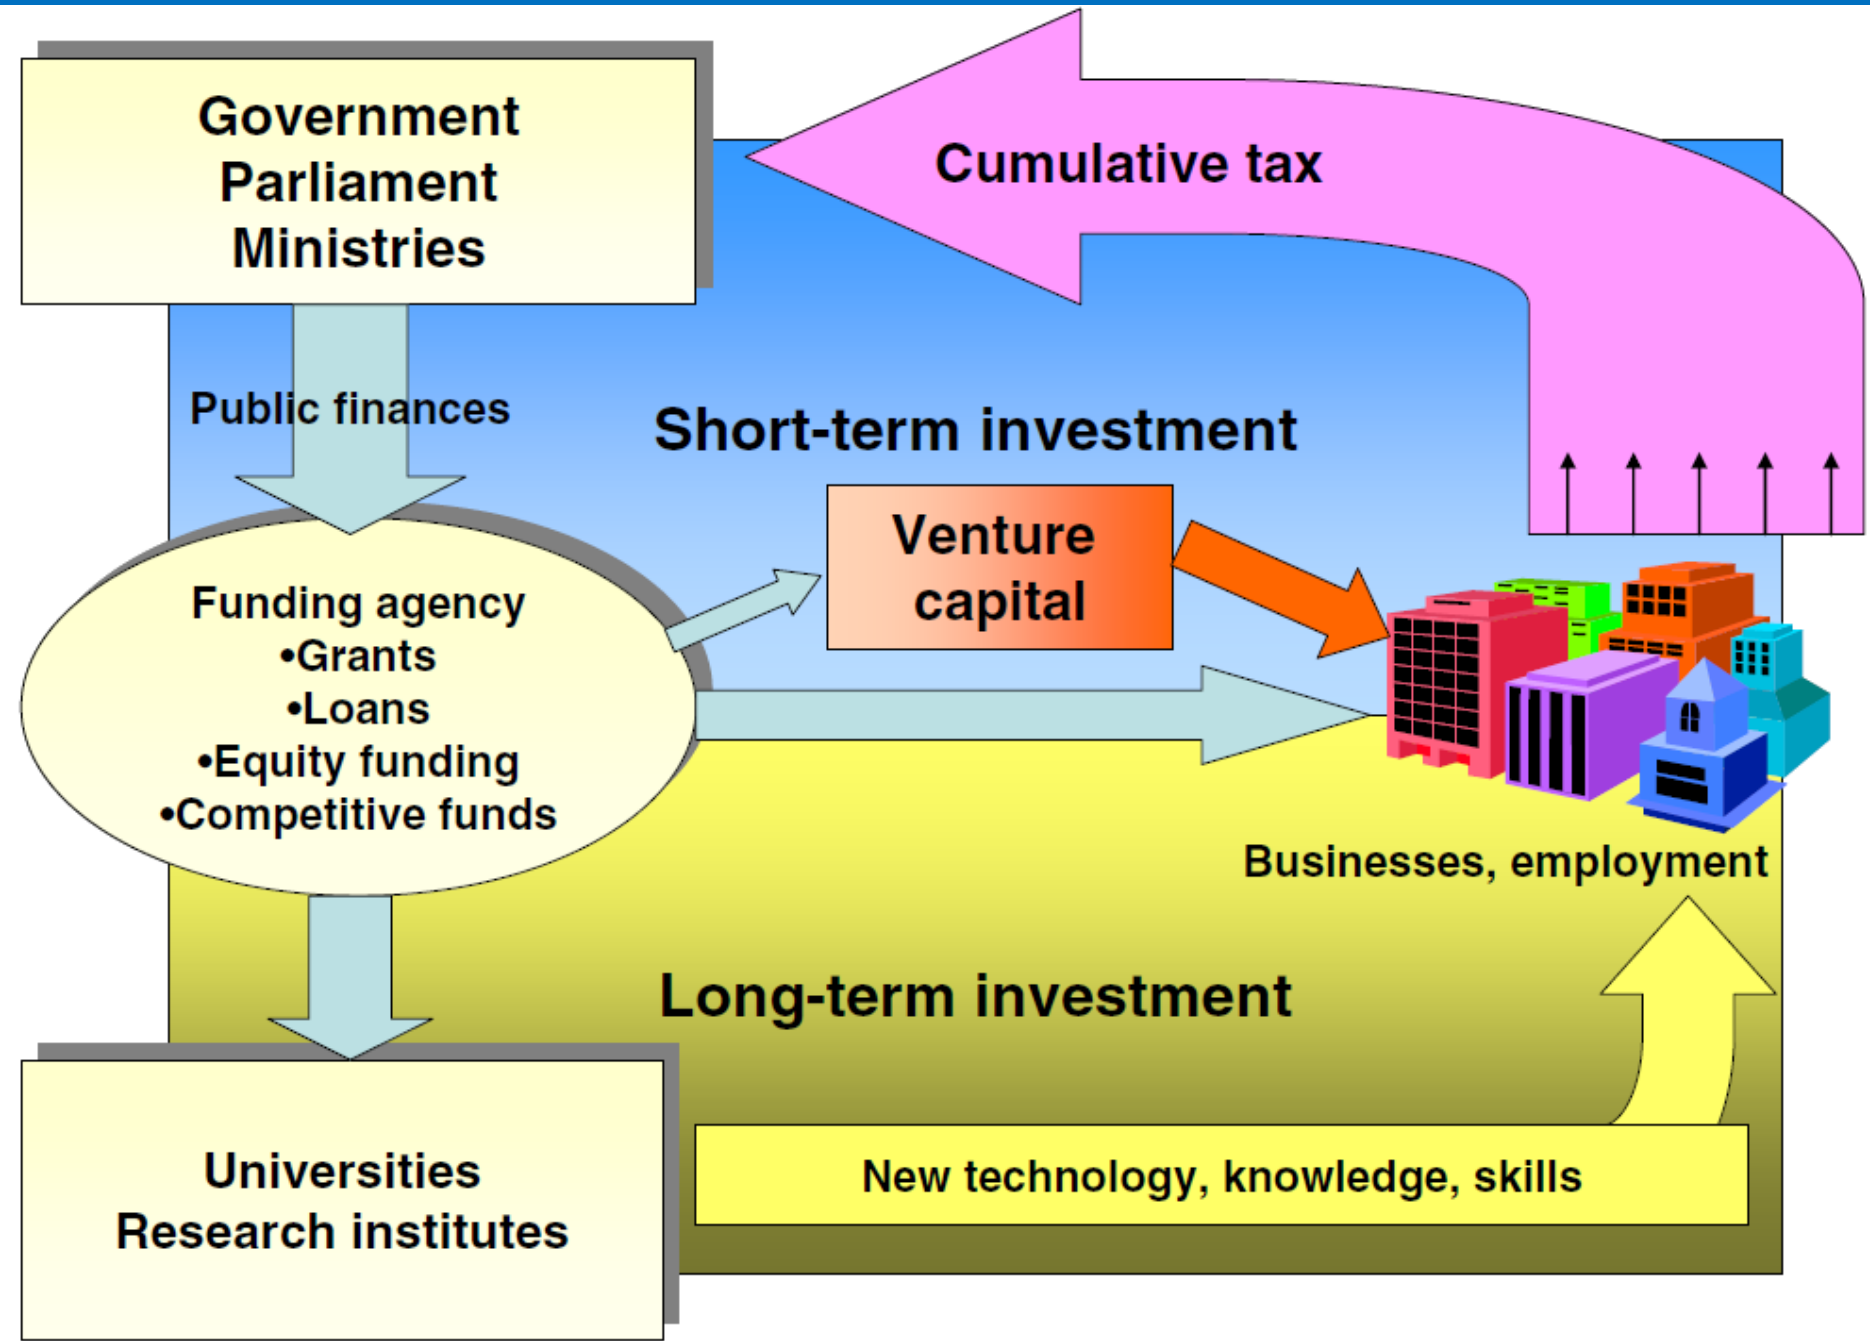 Government
Parliament
Ministries
Cumulative tax
Public finances
Short-term investment
Venture
capital
Funding agency
•Grants
•Loans
•Equity funding
•Competitive funds
Businesses, employment
Long-term investment
Universities
Research institutes
New technology, knowledge, skills